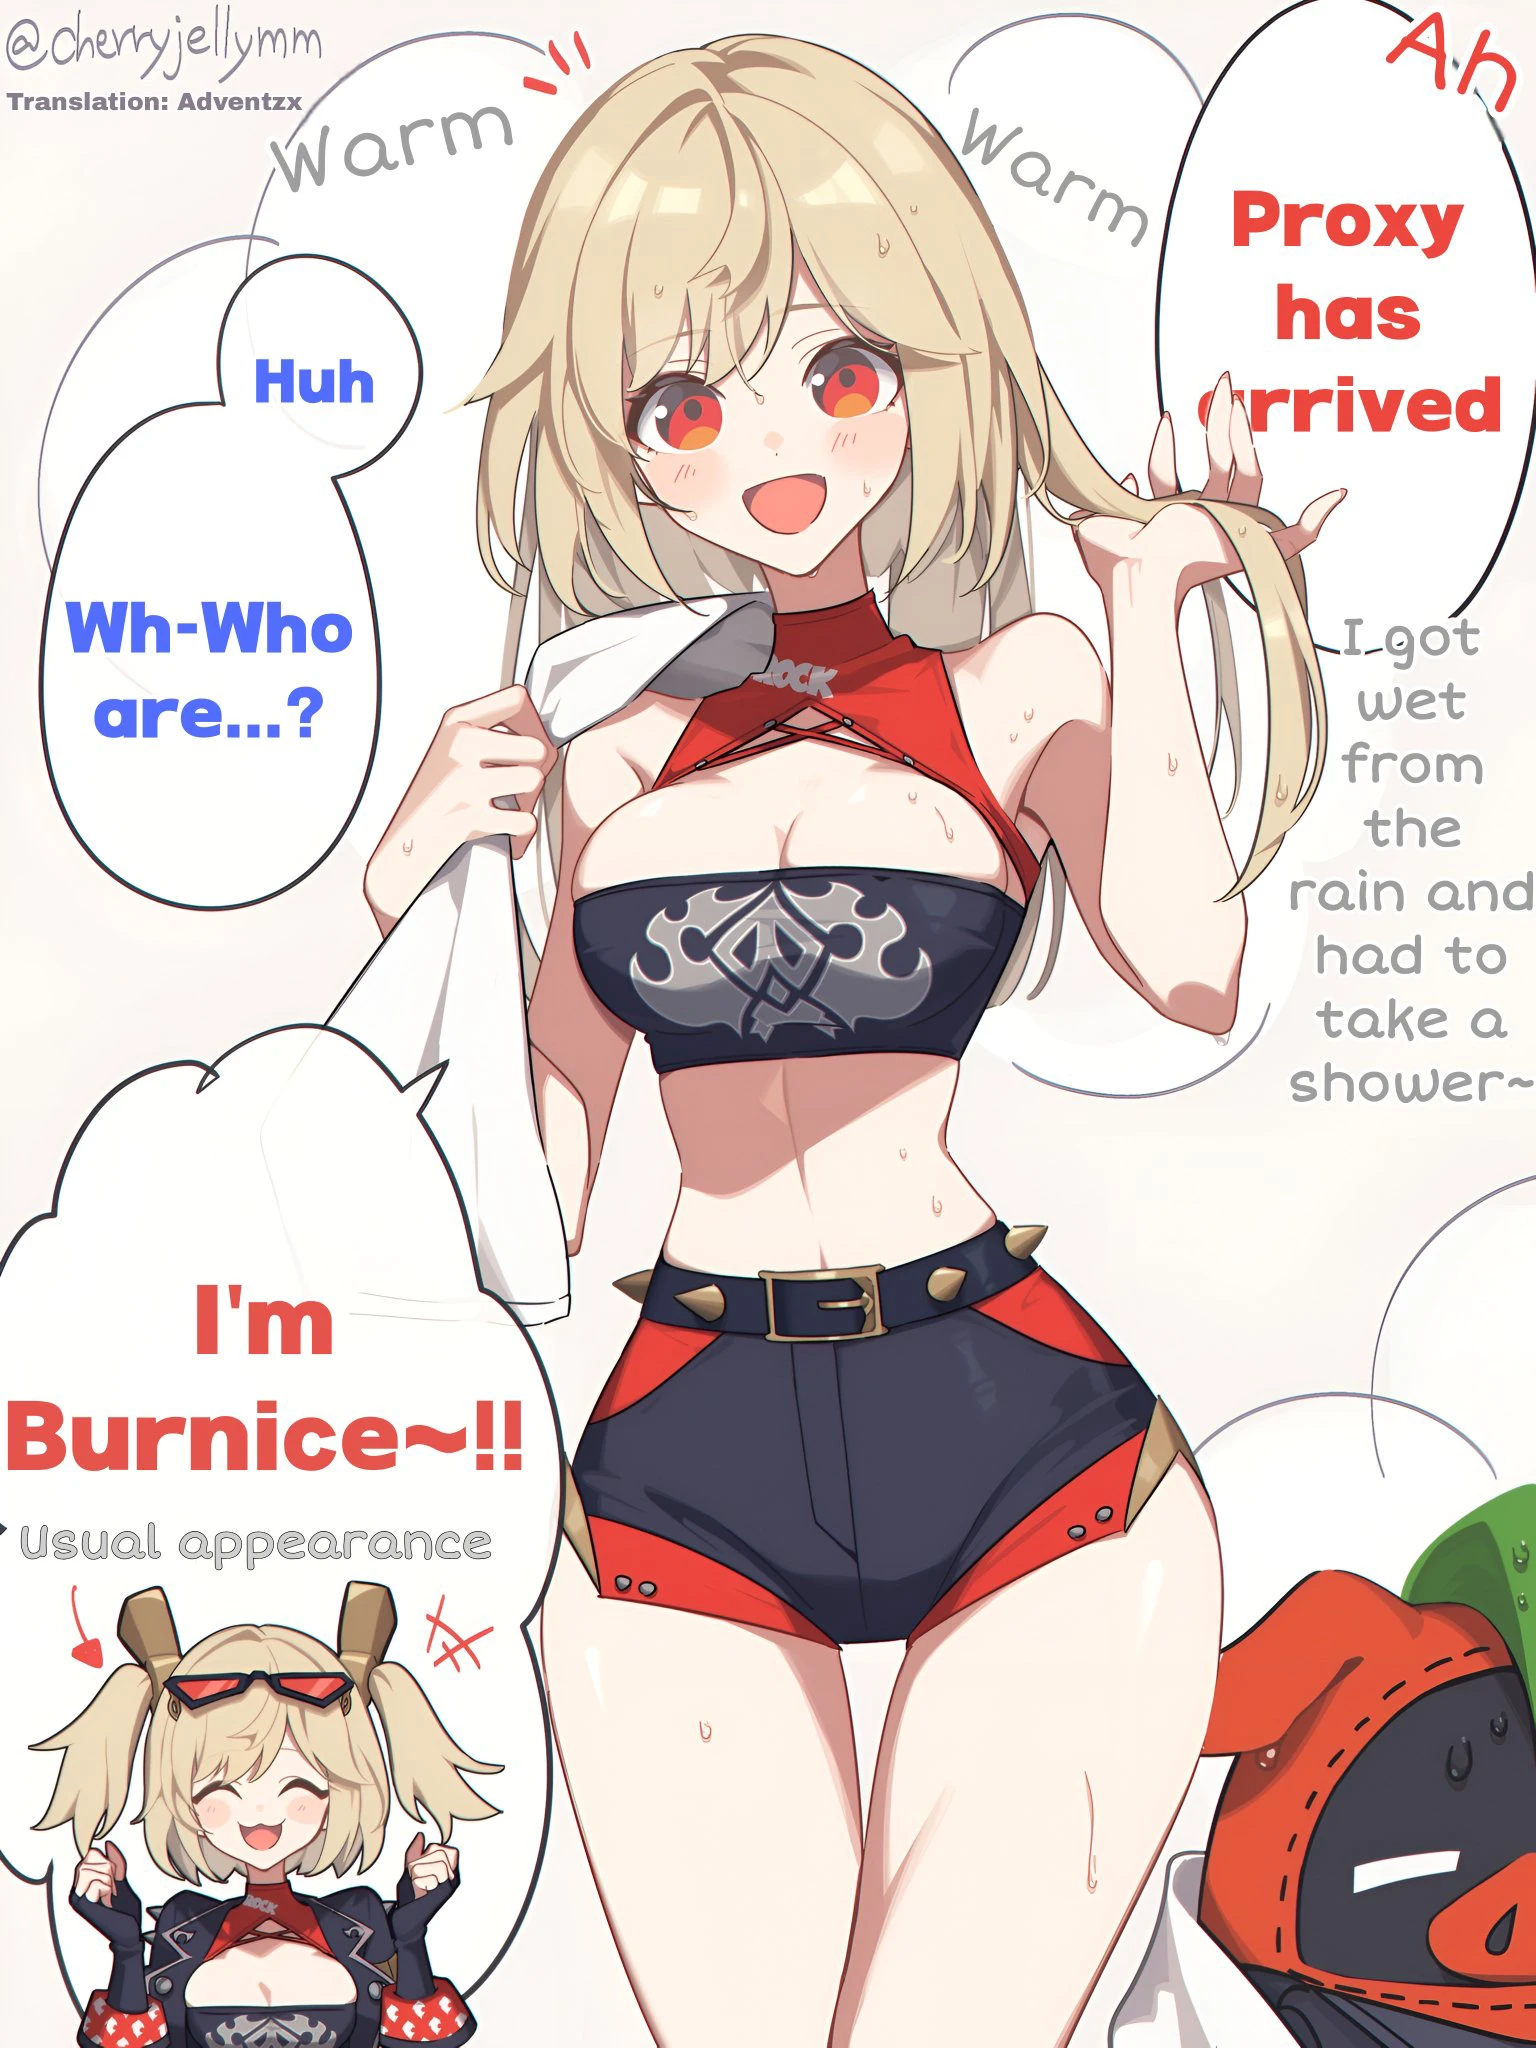 @cherryjellymm
Translation: Adventzx
Warm
Warm
Ah
Proxy
has
arrived
Huh
Wh-Who
are...?
I got
wet
from
the
rain and
had to
take a
shower~
ROCK
I'm
Burnice~!!
Usual appearance
ROCK